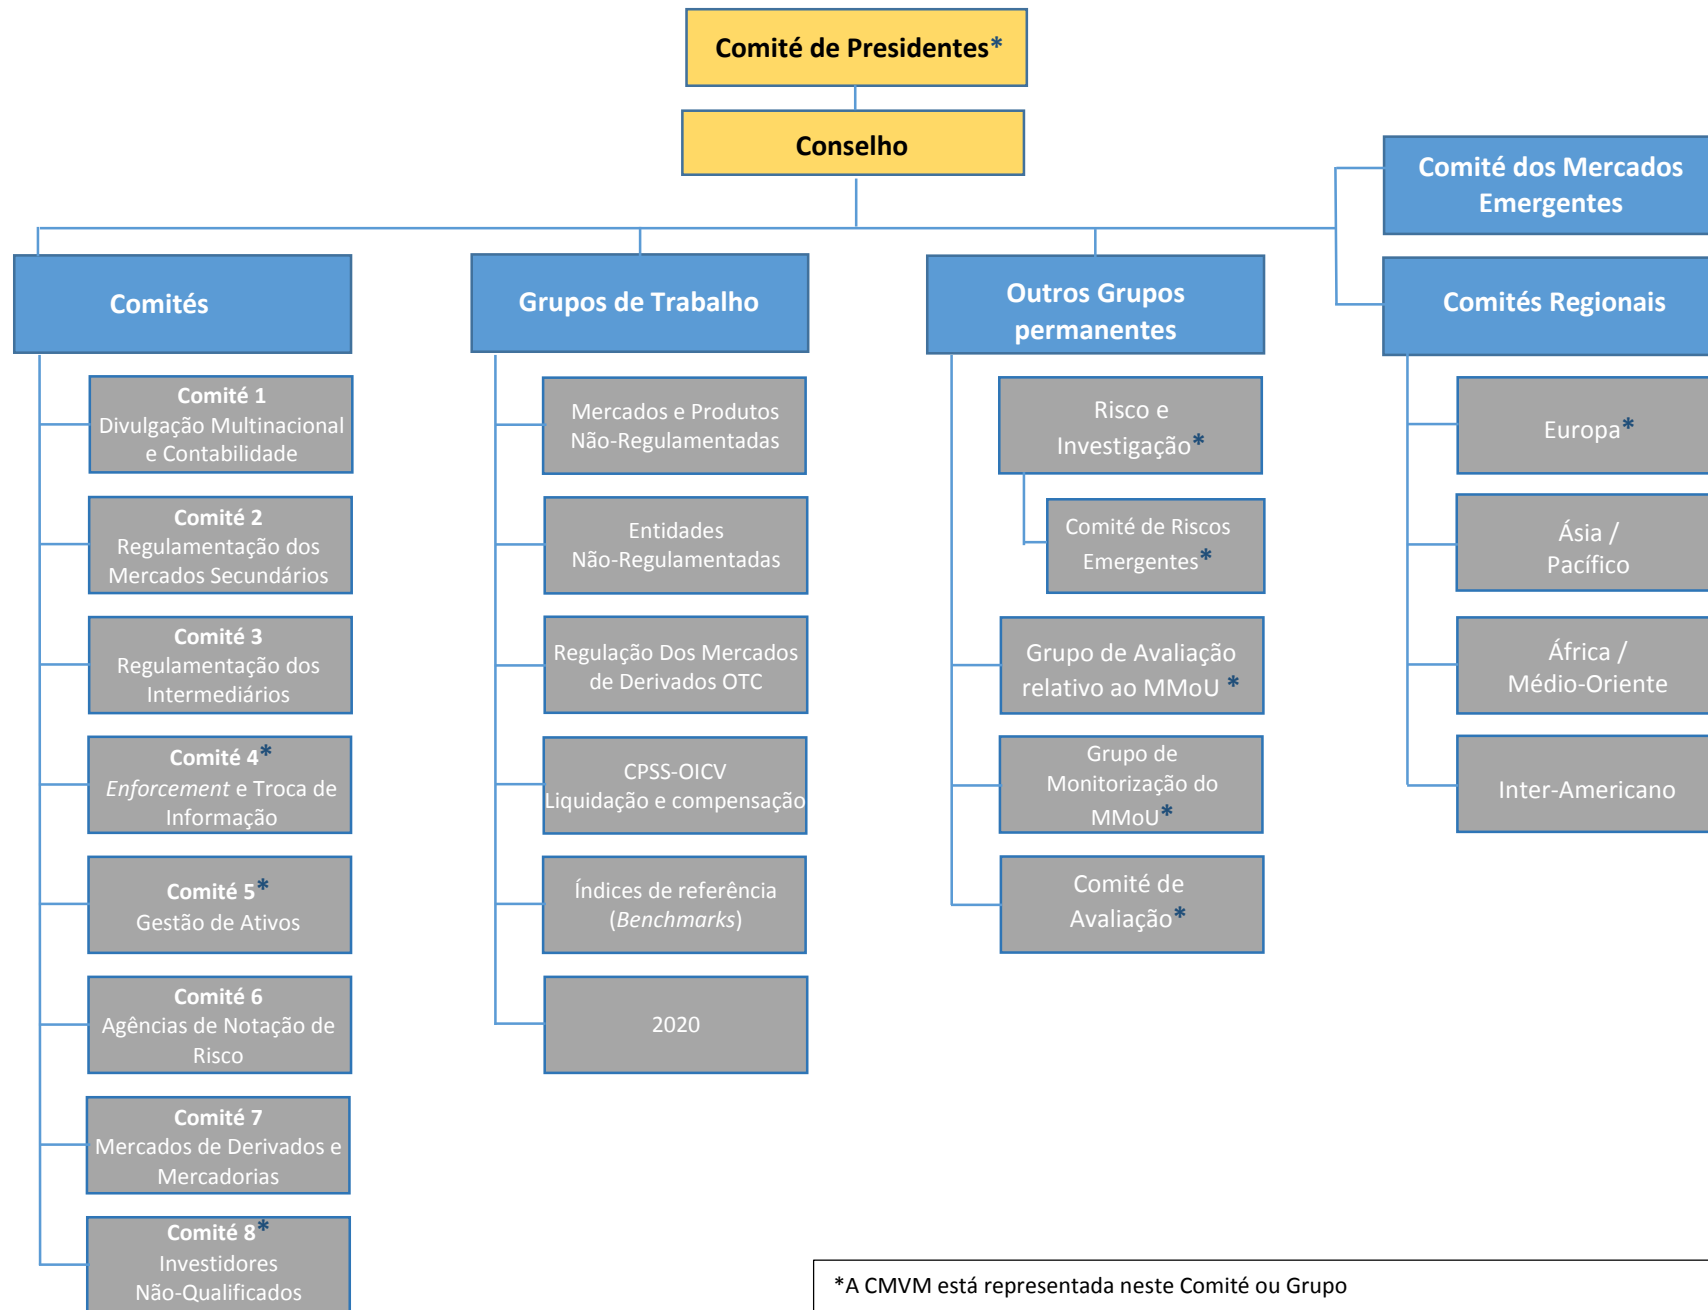 Comité de Presidentes*
Conselho
Comité dos Mercados
Emergentes
Comités
Grupos de Trabalho
Outros Grupos
permanentes
Comités Regionais
Comité 1
Divulgação Multinacional
e Contabilidade
Comité 2
Regulamentação dos
Mercados Secundários
Comité 3
Regulamentação dos
Intermediários
Comité 4*
Enforcement e Troca de
Informação
Comité 5*
Gestão de Ativos
Comité 6
Agências de Notação de
Risco
Comité 7
Mercados de Derivados e
Mercadorias
Comité 8*
Investidores
Não-Qualificados
Mercados e Produtos
Não-Regulamentadas
Entidades
Não-Regulamentadas
Regulação Dos Mercados
de Derivados OTC
CPSS-OICV
Liquidação e compensação
Índices de referência
(Benchmarks)
2020
Risco e
Investigação*
Comité de Riscos
Emergentes*
Grupo de Avaliação
relativo ao MMoU *
Grupo de
Monitorização do
MMoU*
Comité de
Avaliação*
Europa*
Ásia /
Pacífico
África /
Médio-Oriente
Inter-Americano
*A CMVM está representada neste Comité ou Grupo